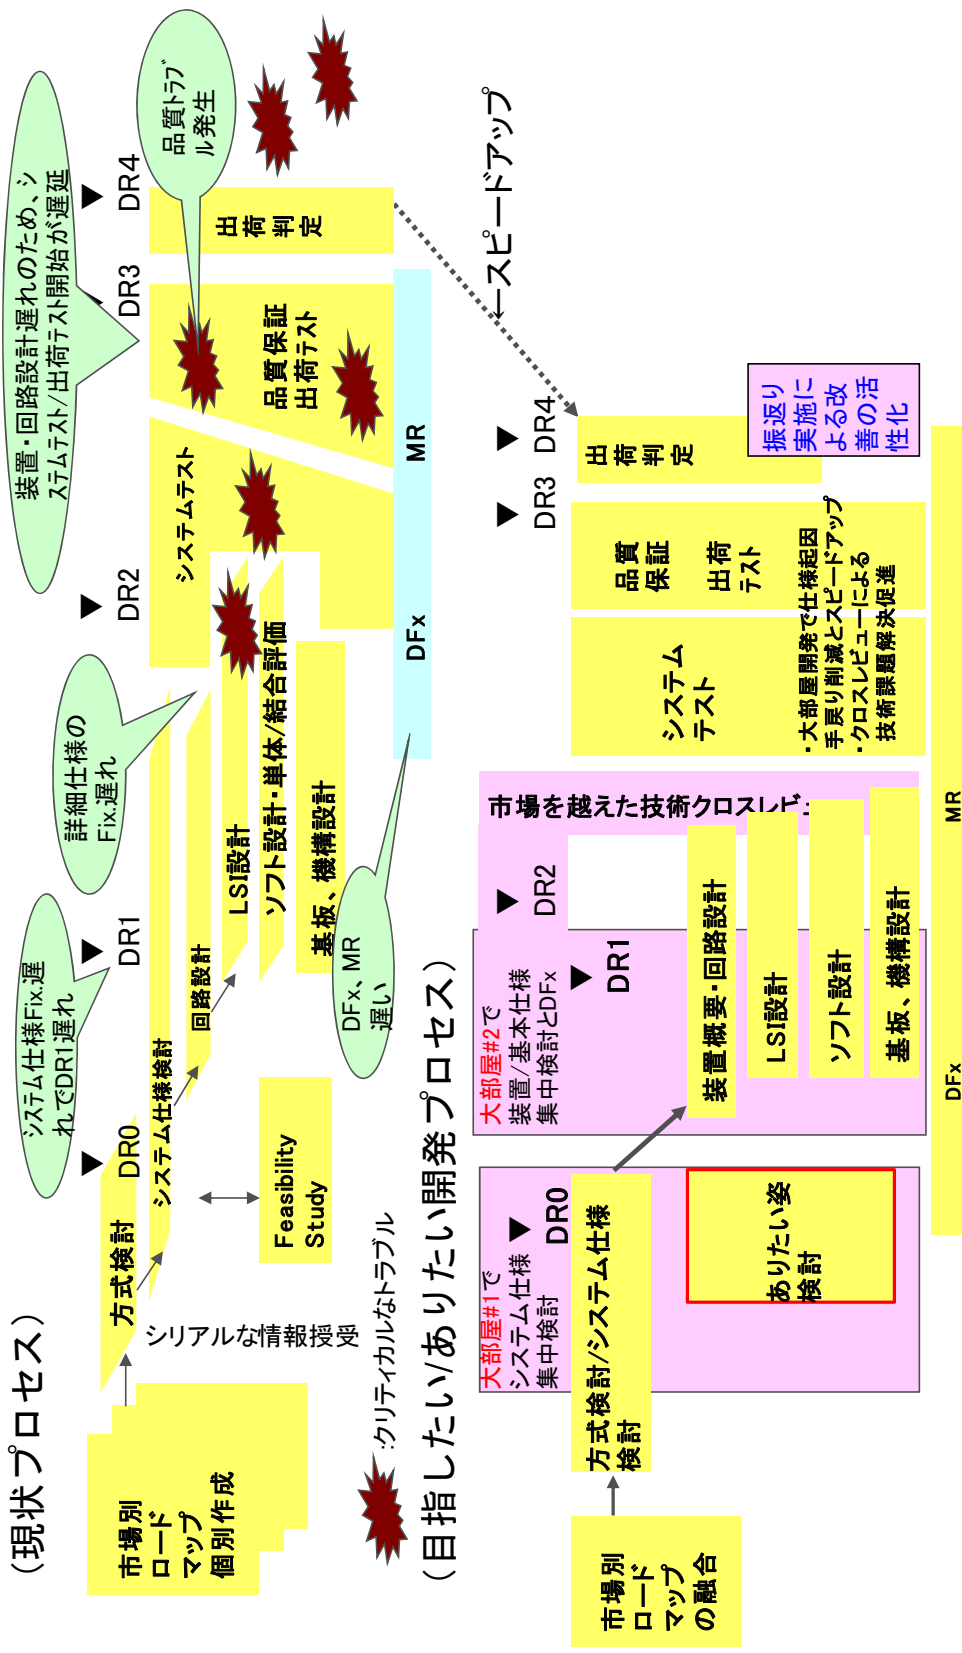 (現状プロセス)
市場別
ロード
マップ
個別作成
方式検討
シリアルな情報授受
システム仕様検討
Feasibility
Study
回路設計
LSI設計
ソフト設計・単体/結合評価
基板、機構設計
システムテスト
品質保証
出荷テスト
出荷判定
DFx
MR
DR0
DR1
DR2
DR3
DR4
システム仕様Fix.遅
れでDR1遅れ
詳細仕様の
Fix.遅れ
装置・回路設計遅れのため、シ
ステムテスト/出荷テスト開始が遅延
品質トラブ
ル発生
DFx、MR
遅い
:クリティカルなトラブル
(目指したい/ありたい開発プロセス)
←スピードアップ
市場別
ロード
マップ
の融合
大部屋#1で
システム仕様
集中検討
DR0
方式検討/システム仕様
検討
ありたい姿
検討
大部屋#2で
装置/基本仕様
集中検討とDFx
DR1
装置概要・回路設計
LSI設計
ソフト設計
基板、機構設計
DR2
市場を越えた技術クロスレビュ
システム
テスト
品質
保証
出荷
テスト
・大部屋開発で仕様起因
手戻り削減とスピードアップ
・クロスレビューによる
技術課題解決促進
DR3
DR4
出荷判定
振返り
実施に
よる改
善の活
性化
DFx
MR